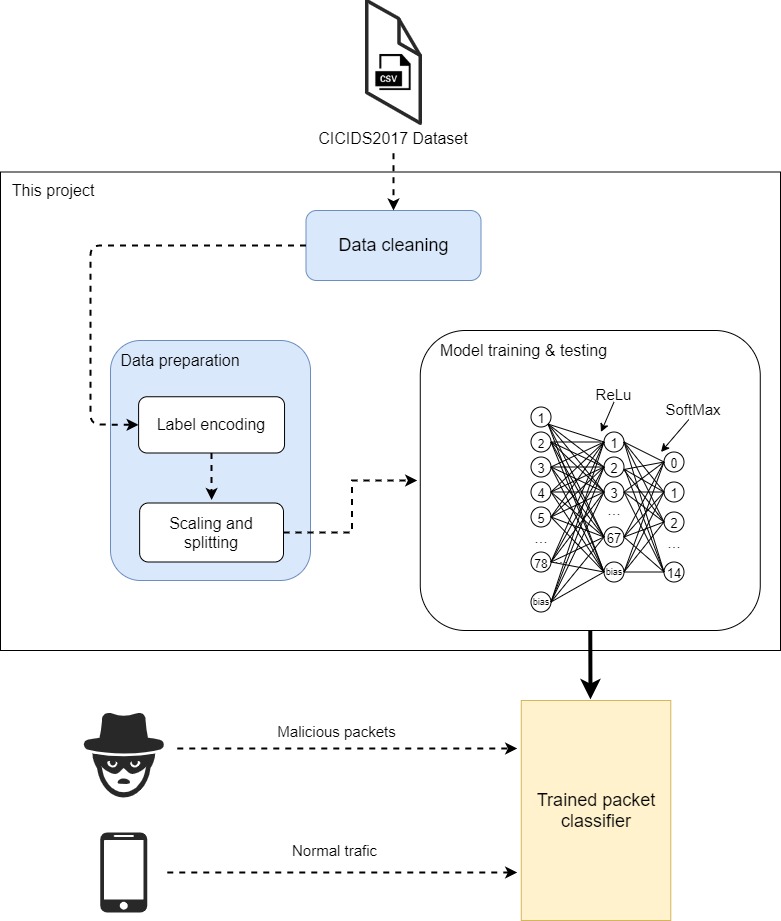 CSV
CICIDS2017 Dataset
This project
Data cleaning
Data preparation
Label encoding
Scaling and
splitting
Model training & testing
ReLu
SoftMax
1
2
3
4
5
...
78
bias
1
2
3
...
67
bias
0
1
2
...
14
Malicious packets
Normal trafic
Trained packet
classifier